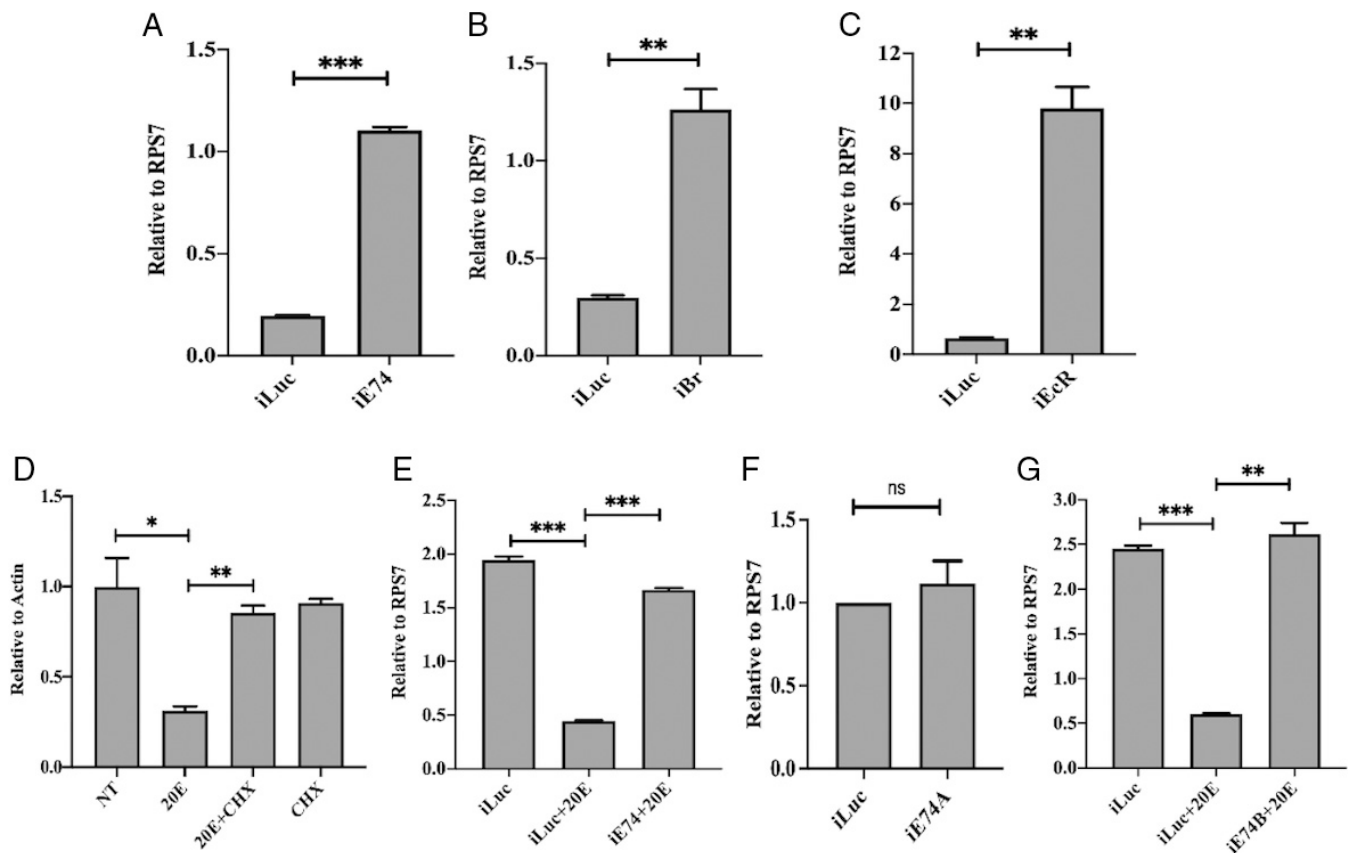 A
Relative to RPS7
1.5
1.0
0.5
0.0
***
iLuc
iE74
B
Relative to RPS7
1.5
1.0
0.5
0.0
**
iLuc
iBr
C
Relative to RPS7
12
10
8
6
4
2
0
**
iLuc
iEcR
D
Relative to Actin
1.5
1.0
0.5
0.0
*
**
NT
20E
20E+CHX
CHX
E
Relative to RPS7
2.5
2.0
1.5
1.0
0.5
0.0
***
***
iLuc
iLuc+20E
iE74+20E
F
Relative to RPS7
1.5
1.0
0.5
0.0
ns
iLuc
iE74A
G
Relative to RPS7
3.0
2.5
2.0
1.5
1.0
0.5
0.0
***
**
iLuc
iLuc+20E
iE74B+20E